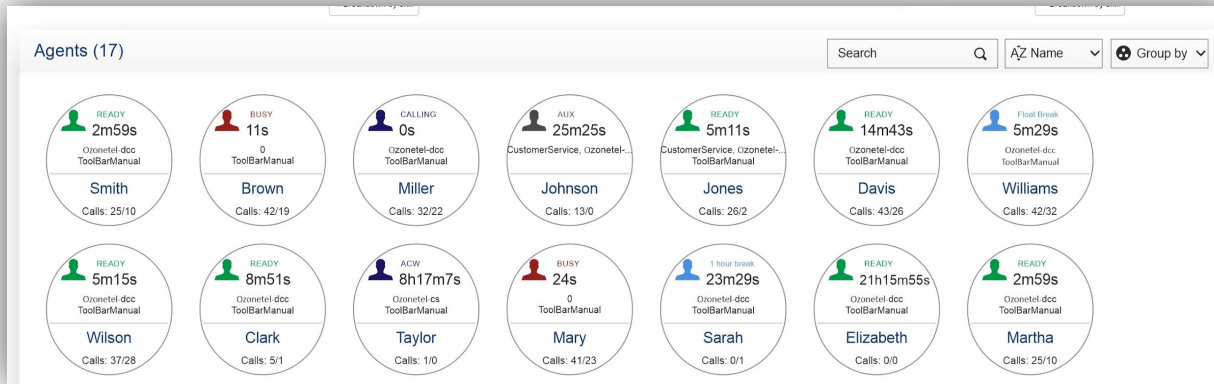 Agents (17)
Search
AZ Name
Group by
READY
2m59s
Ozonetel-dcc
ToolBarManual
Smith
Calls: 25/10
BUSY
11s
0
ToolBarManual
Brown
Calls: 42/19
CALLING
0s
Ozonetel-dcc
ToolBarManual
Miller
Calls: 32/22
AUX
25m25s
CustomerService, Ozonetel-...
Johnson
Calls: 13/0
READY
5m11s
CustomerService, Ozonetel-...
ToolBarManual
Jones
Calls: 26/2
READY
14m43s
Ozonetel-dcc
ToolBarManual
Davis
Calls: 43/26
Float Break
5m29s
Ozonetel-dcc
ToolBarManual
Williams
Calls: 42/32
READY
5m15s
Ozonetel-dcc
ToolBarManual
Wilson
Calls: 37/28
READY
8m51s
Ozonetel-dcc
ToolBarManual
Clark
Calls: 5/1
ACW
8h17m7s
Ozonetel-cs
ToolBarManual
Taylor
Calls: 1/0
BUSY
24s
0
ToolBarManual
Mary
Calls: 41/23
1 hour break
23m29s
Ozonetel-dcc
ToolBarManual
Sarah
Calls: 0/1
READY
21h15m55s
Ozonetel-dcc
ToolBarManual
Elizabeth
Calls: 0/0
READY
2m59s
Ozonetel-dcc
ToolBarManual
Martha
Calls: 25/10